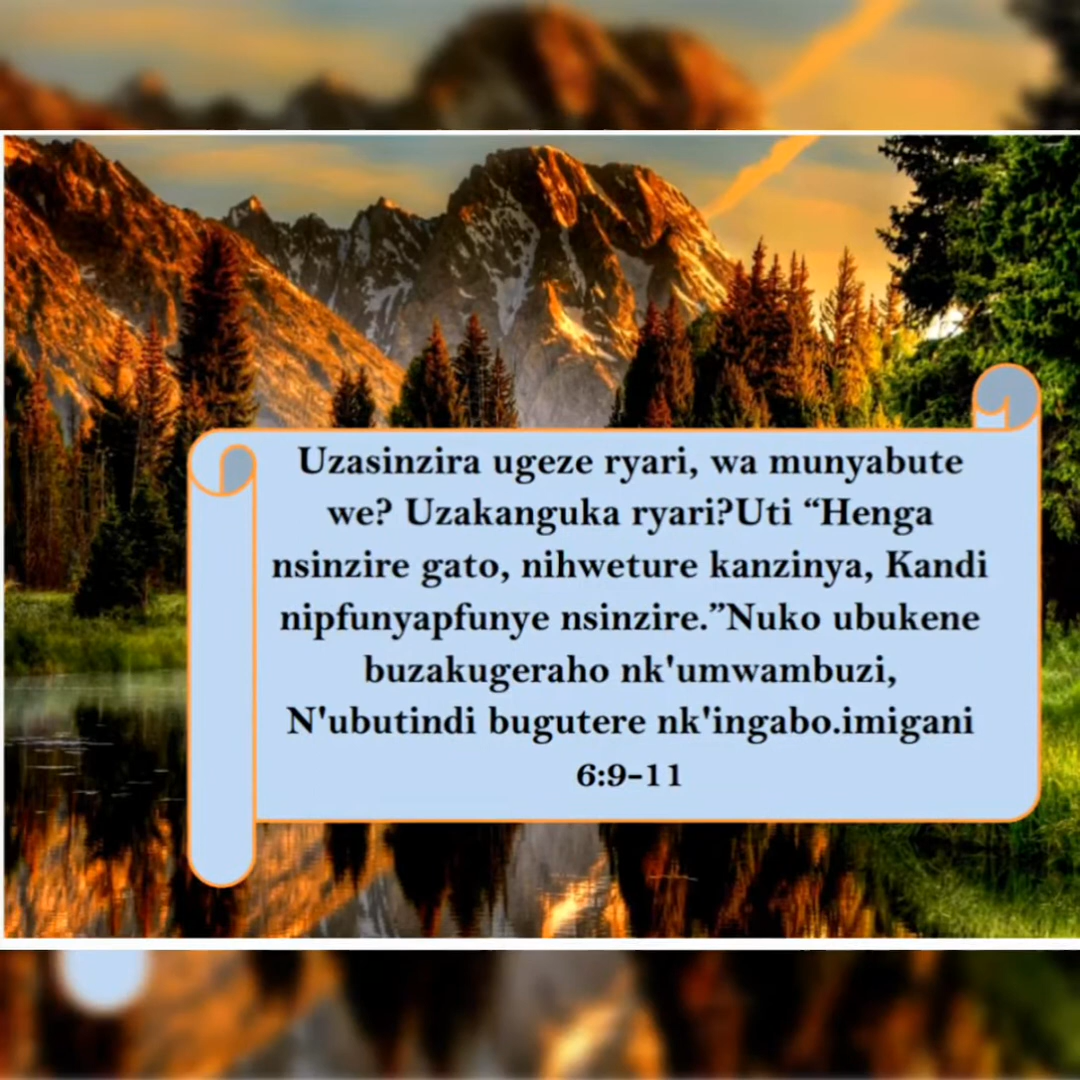 Uzasinzira ugeze ryari, wa munyabute
we? Uzakanguka ryari?Uti “Henga
nsinzire gato, nihweture kanzinya, Kandi
nipfunyapfunye nsinzire.”Nuko ubukene
buzakugeraho nk'umwambuzi,
N'ubutindi bugutere nk'ingabo.imigani
6:9-11